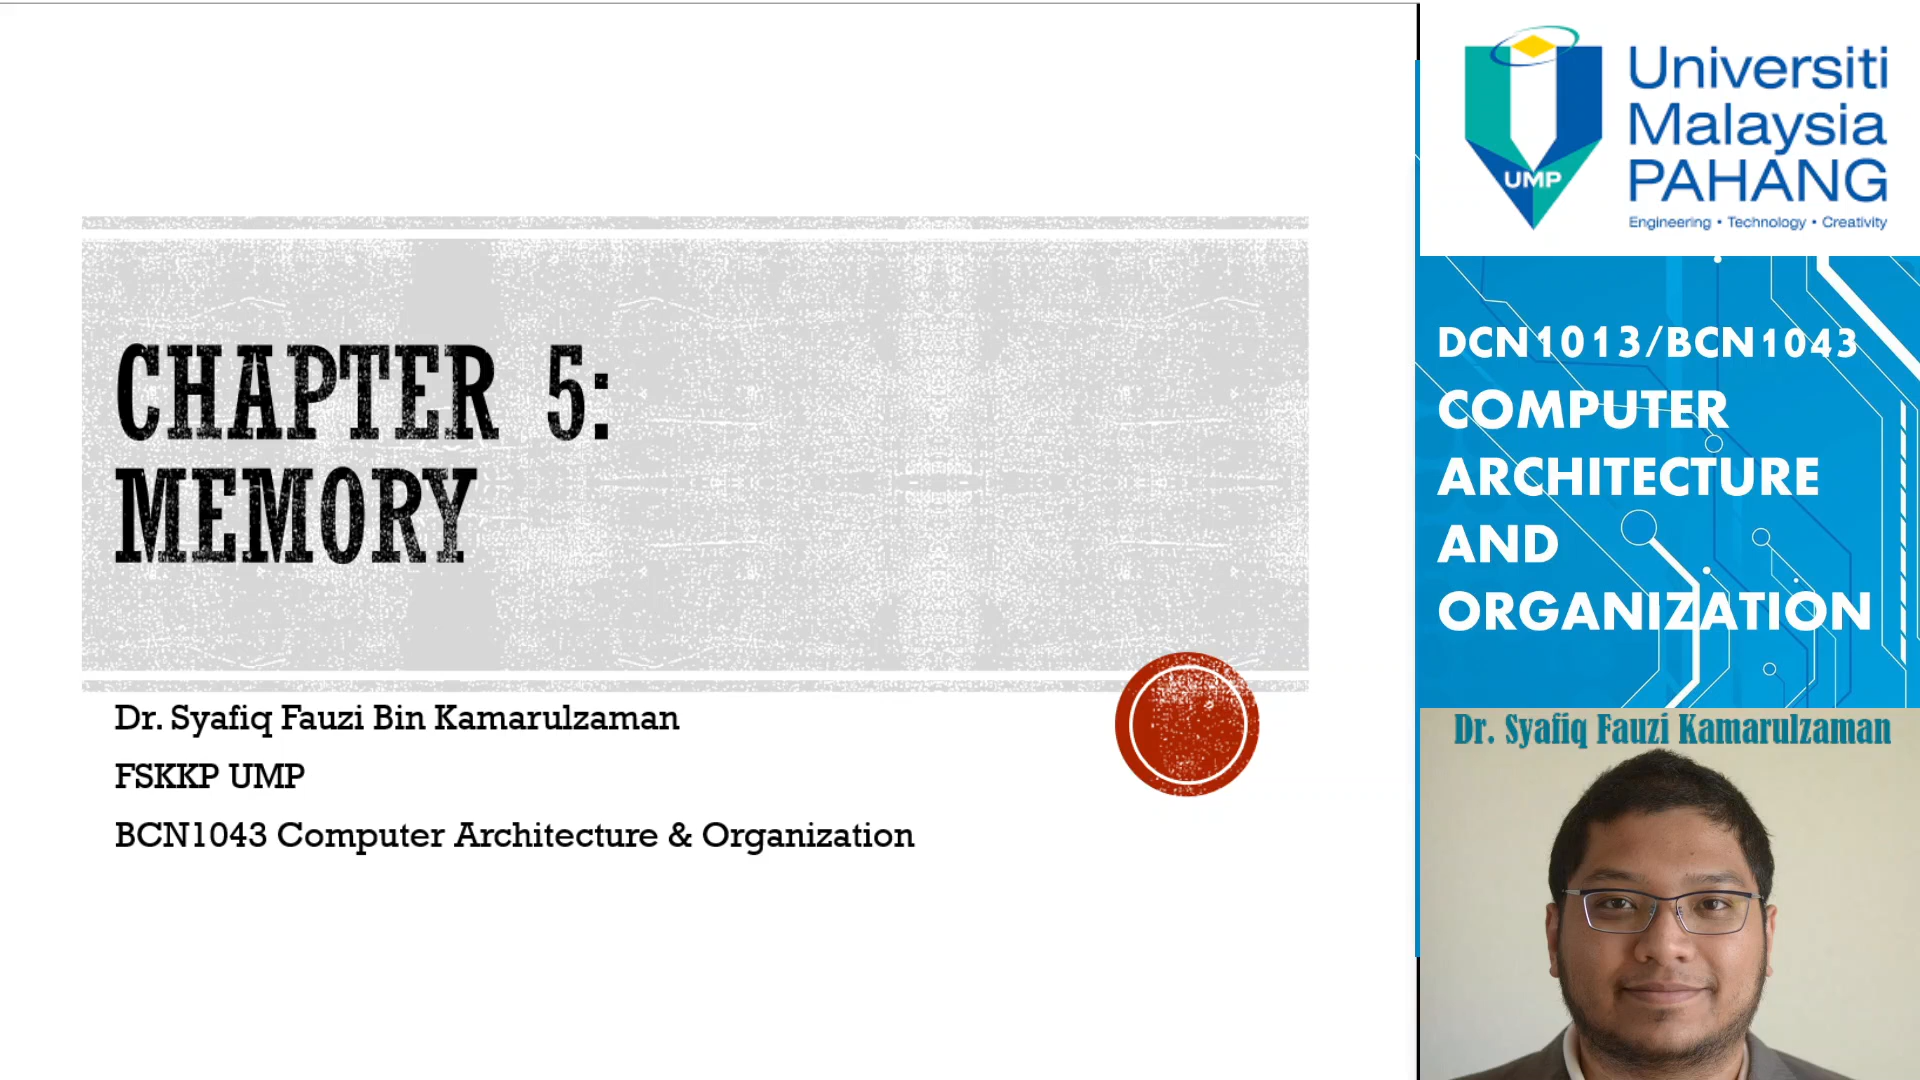 CHAPTER 5:
MEMORY
Dr. Syafiq Fauzi Bin Kamarulzaman
FSKKP UMP
BCN1043 Computer Architecture & Organization
UMP
Universiti
Malaysia
PAHANG
Engineering • Technology • Creativity
DCN1013/BCN1043
COMPUTER
ARCHITECTURE
AND
ORGANIZATION
Dr. Syafiq Fauzi Kamarulzaman